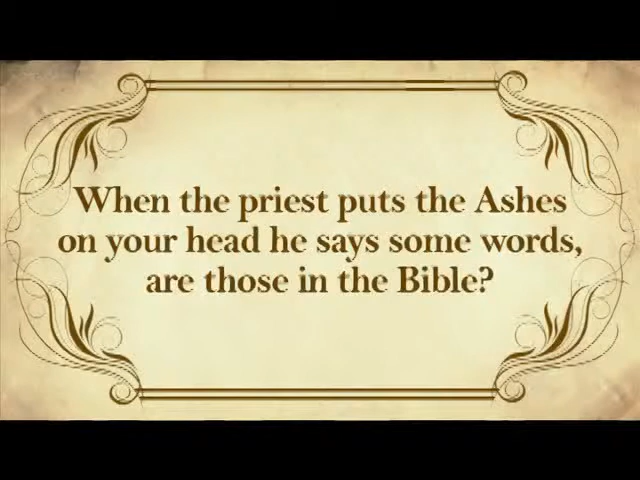 When the priest puts the Ashes
on your head he says some words,
are those in the Bible?